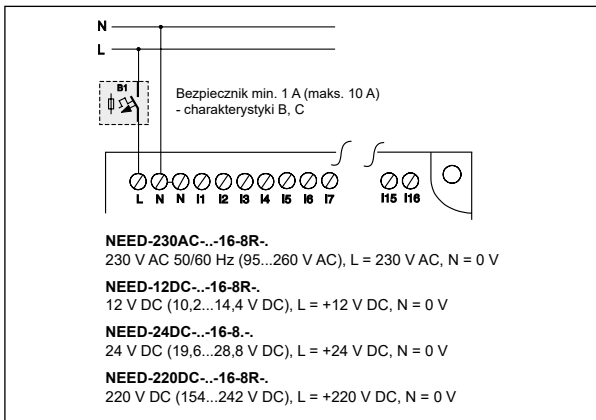 N
L
B1
Bezpiecznik min. 1 A (maks. 10 A)
- charakterystyki B, C
L N N I1 I2 I3 I4 I5 I6 I7 I15 I16
NEED-230AC-..-16-8R-.
230 V AC 50/60 Hz (95...260 V AC), L = 230 V AC, N = 0 V
NEED-12DC-..-16-8R-.
12 V DC (10,2...14,4 V DC), L = +12 V DC, N = 0 V
NEED-24DC-..-16-8.-.
24 V DC (19,6...28,8 V DC), L = +24 V DC, N = 0 V
NEED-220DC-..-16-8R-.
220 V DC (154...242 V DC), L = +220 V DC, N = 0 V